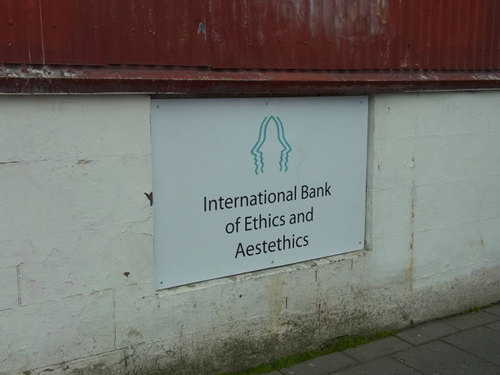 International Bank
of Ethics and
Aestethics